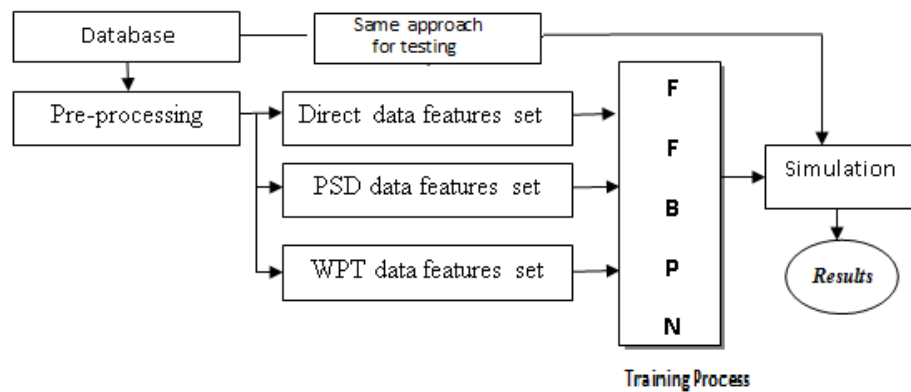 Database
Same approach
for testing
Pre-processing
Direct data features set
PSD data features set
WPT data features set
F
F
B
P
N
Training Process
Simulation
Results